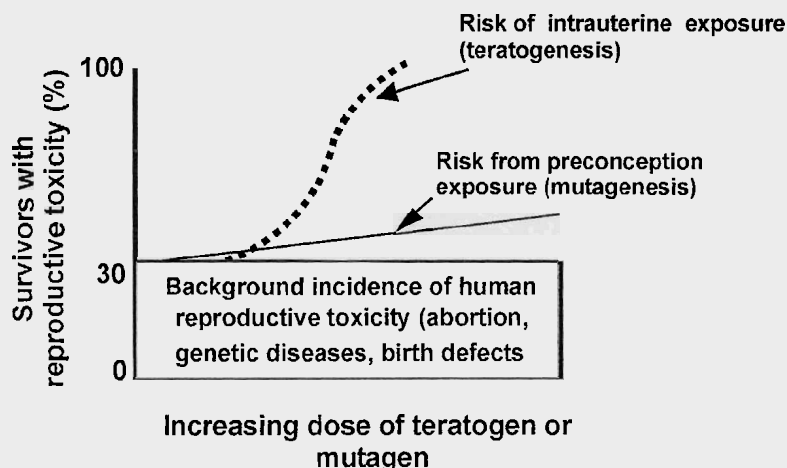 Risk of intrauterine exposure
(teratogenesis)
100
Survivors with
reproductive toxicity (%)
Risk from preconception
exposure (mutagenesis)
30
Background incidence of human
reproductive toxicity (abortion,
genetic diseases, birth defects
0
Increasing dose of teratogen or
mutagen